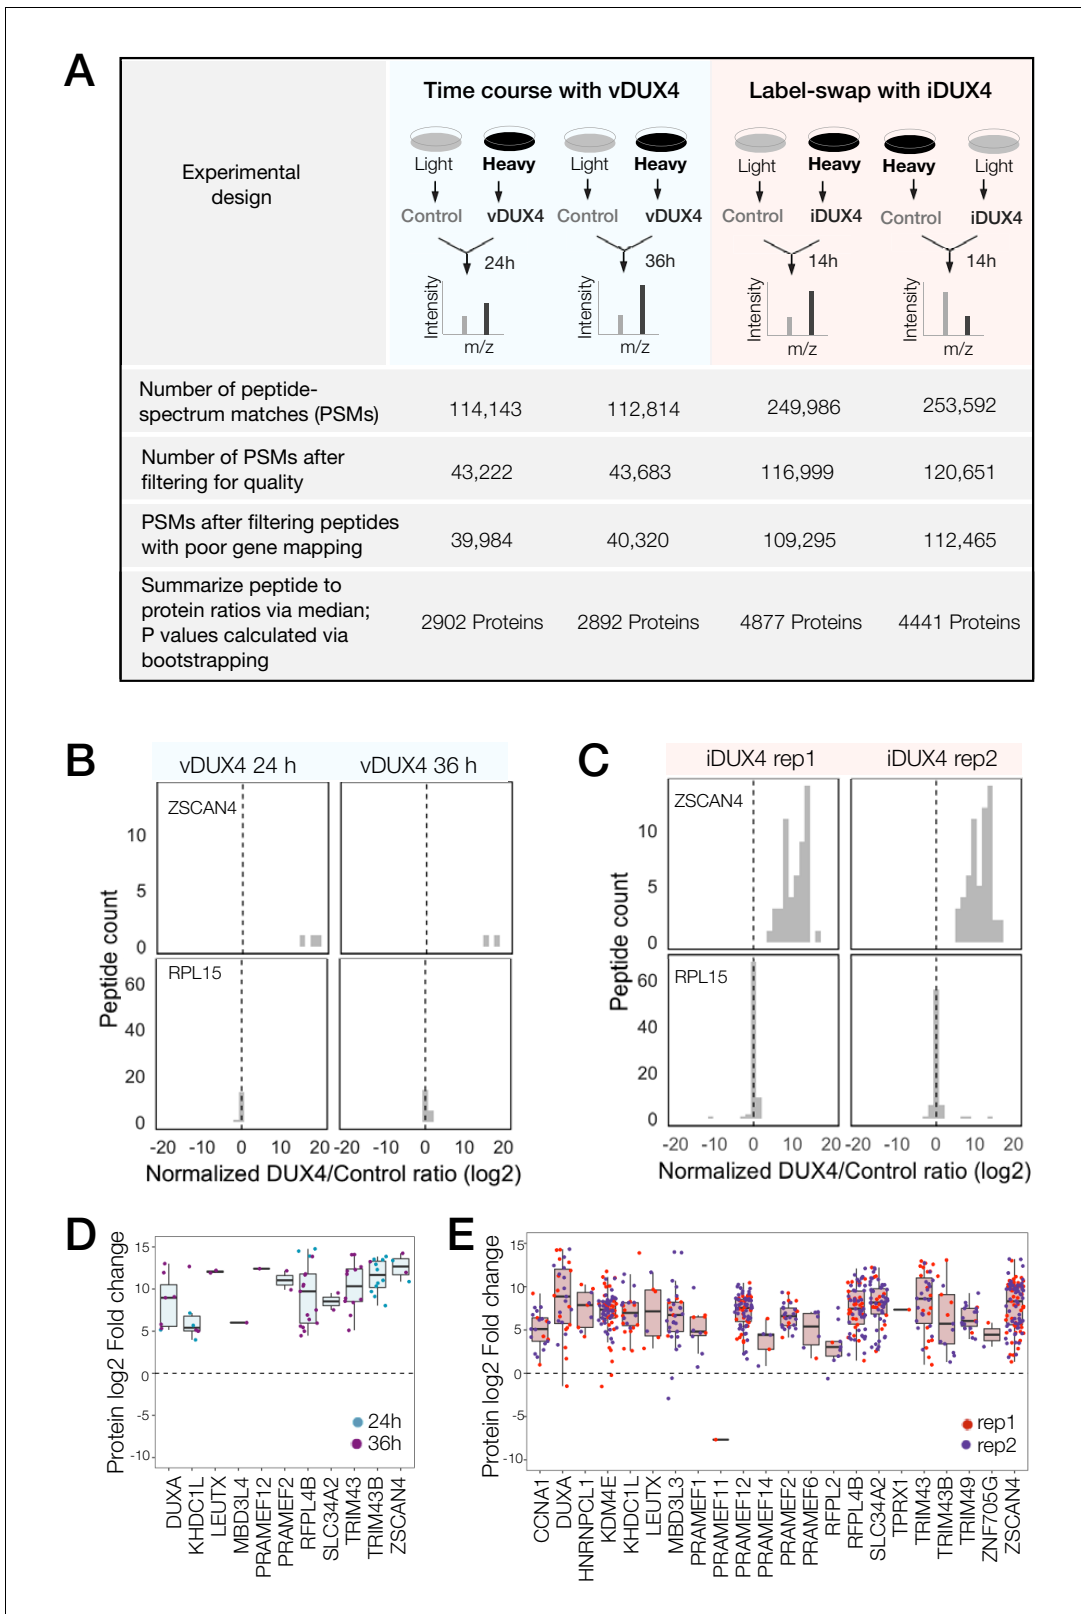 A
Time course with vDUX4
Label-swap with iDUX4
Experimental
design
Light Heavy Light Heavy Light Heavy Heavy Light
Control vDUX4 Control vDUX4 Control iDUX4 Control iDUX4
24h 36h 14h 14h
Intensity Intensity Intensity Intensity
m/z m/z m/z m/z
Number of peptide-
spectrum matches (PSMs)
114,143 112,814 249,986 253,592
Number of PSMs after
filtering for quality
43,222 43,683 116,999 120,651
PSMs after filtering peptides
with poor gene mapping
39,984 40,320 109,295 112,465
Summarize peptide to
protein ratios via median;
P values calculated via
bootstrapping
2902 Proteins 2892 Proteins 4877 Proteins 4441 Proteins
B
vDUX4 24 h vDUX4 36 h
ZSCAN4
10
5
0
RPL15
60
40
20
0
Peptide count
-20 -10 0 10 20 -20 -10 0 10 20
Normalized DUX4/Control ratio (log2)
C
iDUX4 rep1 iDUX4 rep2
ZSCAN4
10
5
0
RPL15
60
40
20
0
Peptide count
-20 -10 0 10 20 -20 -10 0 10 20
Normalized DUX4/Control ratio (log2)
D
Protein log2 Fold change
15
10
5
0
-5
-10
24h
36h
DUXA
KHDC1L
LEUTX
MBD3L4
PRAMEF12
PRAMEF2
RFPL4B
SLC34A2
TRIM43
TRIM43B
ZSCAN4
E
Protein log2 Fold change
15
10
5
0
-5
-10
rep1
rep2
CCNA1
DUXA
HNRNPCL1
KDM4E
KHDC1L
LEUTX
MBD3L3
PRAMEF1
PRAMEF11
PRAMEF12
PRAMEF14
PRAMEF2
PRAMEF6
RFPL2
RFPL4B
SLC34A2
TPRX1
TRIM43
TRIM43B
TRIM49
ZNF705G
ZSCAN4